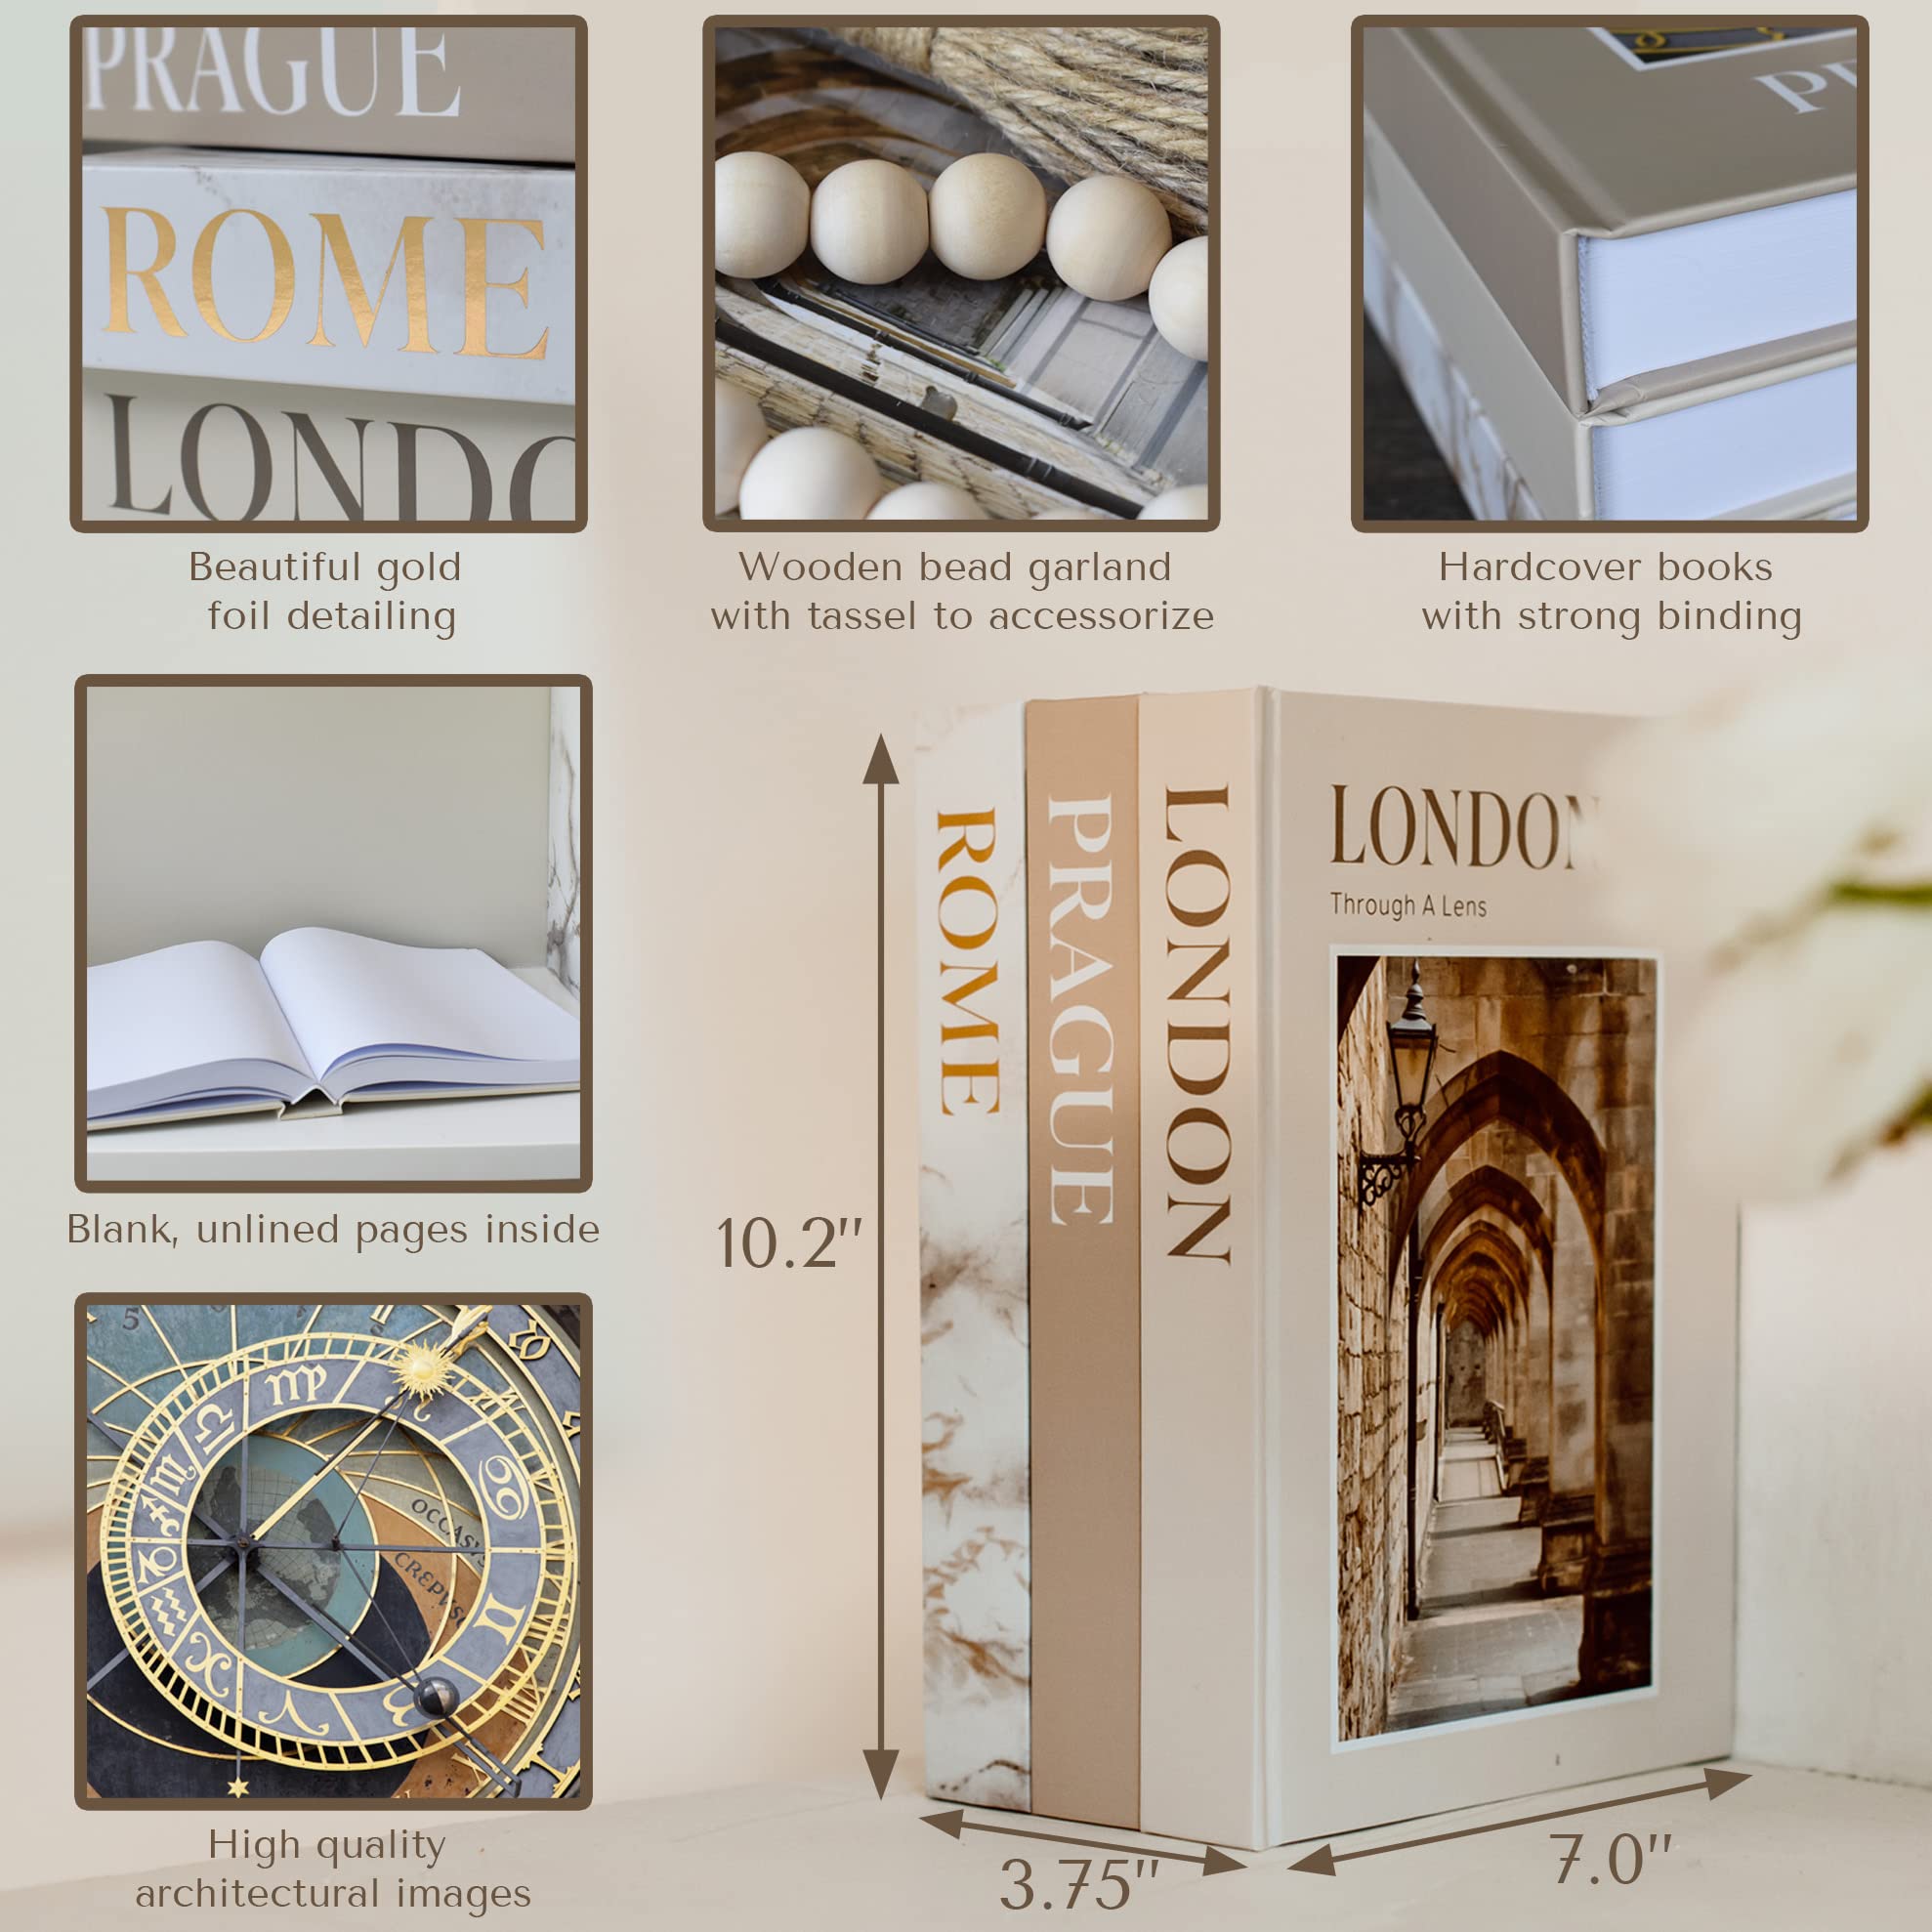 PRAGUE
ROME
LONDO
Beautiful gold
foil detailing
Wooden bead garland
with tassel to accessorize
Hardcover books
with strong binding
Blank, unlined pages inside
5
High quality
architectural images
10.2"
ROME
PRAGUE
LONDON
LONDON
Through A Lens
3.75"
7.0"